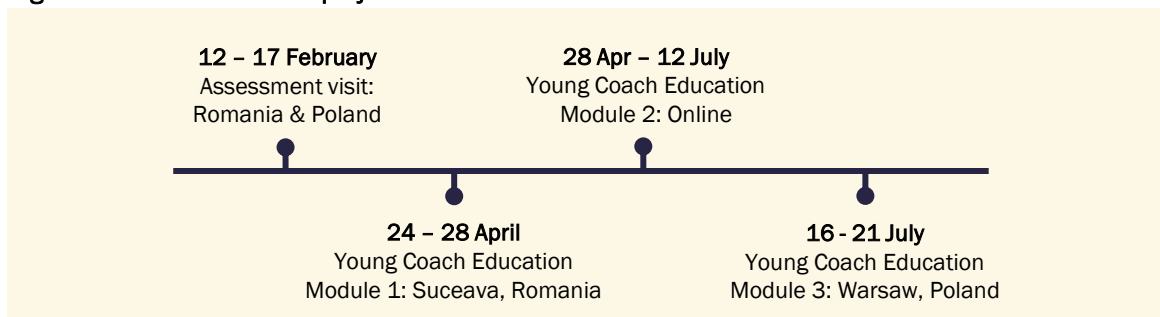 12 – 17 February
Assessment visit:
Romania & Poland
28 Apr – 12 July
Young Coach Education
Module 2: Online
24 – 28 April
Young Coach Education
Module 1: Suceava, Romania
16 - 21 July
Young Coach Education
Module 3: Warsaw, Poland